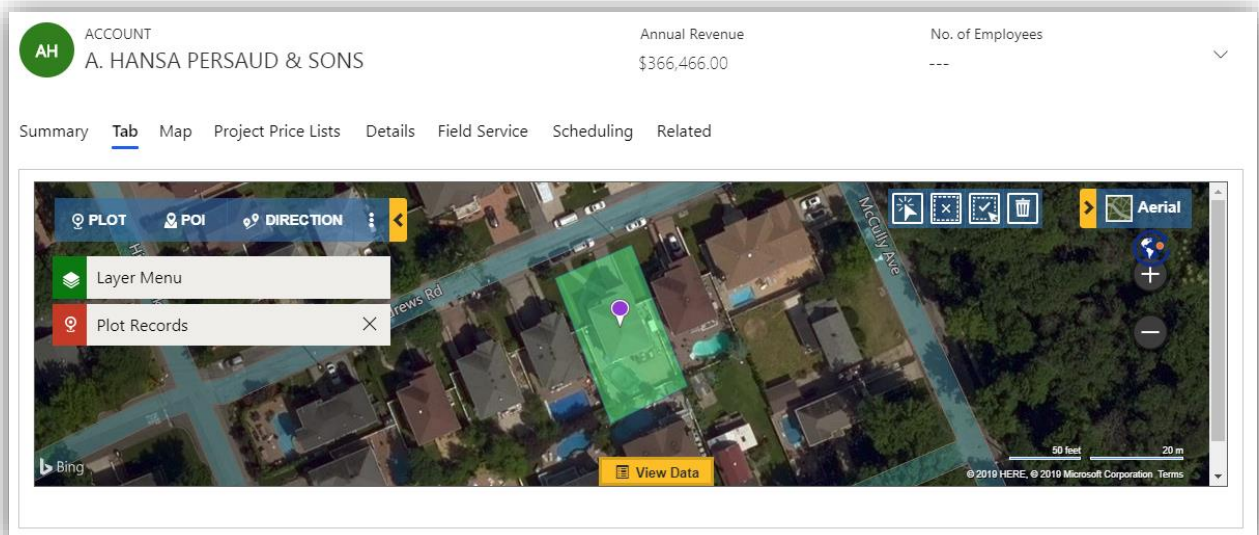 AH
ACCOUNT
A. HANSA PERSAUD & SONS
Annual Revenue
$366,466.00
No. of Employees
---
Summary Tab Map Project Price Lists Details Field Service Scheduling Related
PLOT POI DIRECTION
Aerial
McCully Ave
Layer Menu
rews Rd
Plot Records
Bing
View Data
50 feet 20 m
© 2019 HERE, © 2019 Microsoft Corporation Terms